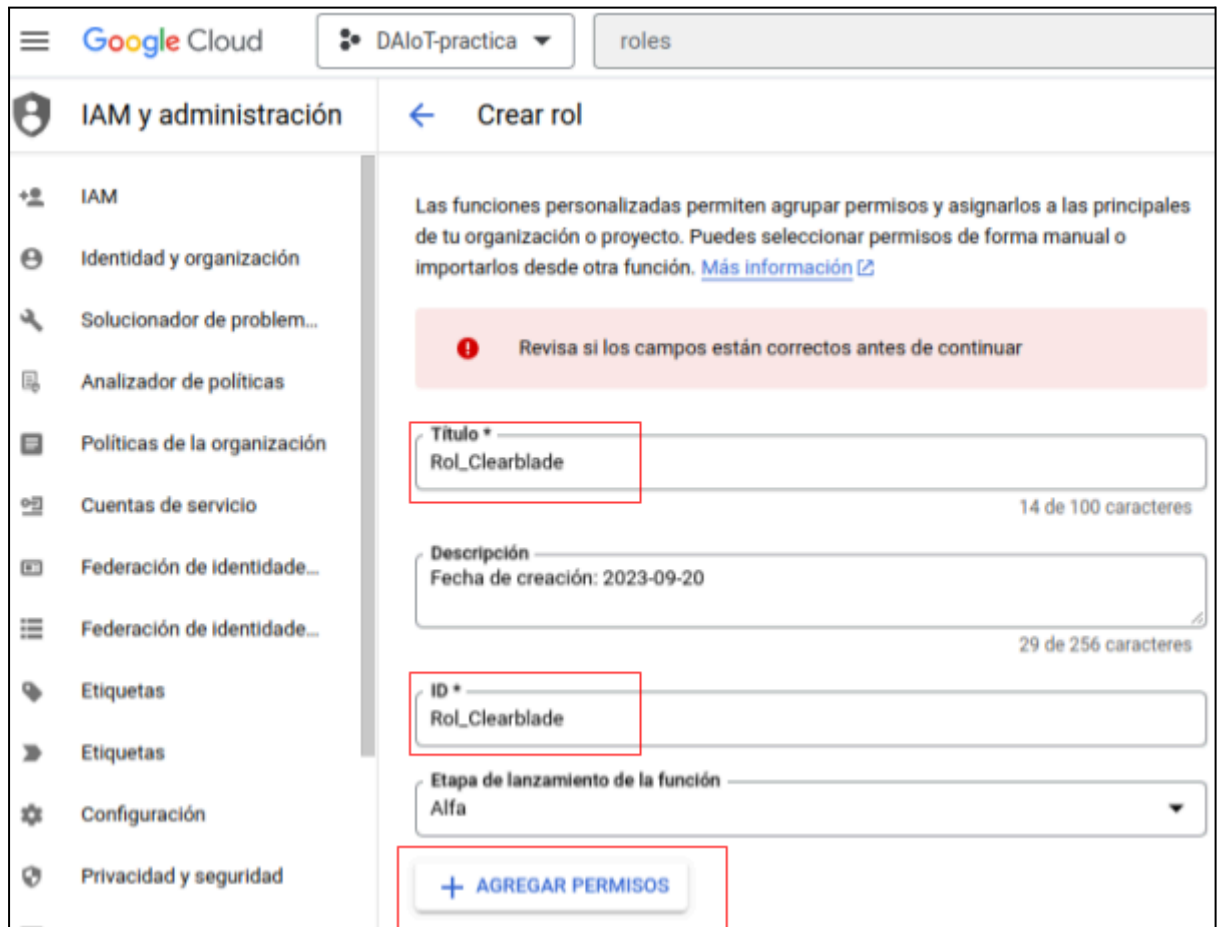 Google Cloud
DAIoT-practica
roles
IAM y administración
Crear rol
IAM
Identidad y organización
Solucionador de problem...
Analizador de políticas
Políticas de la organización
Cuentas de servicio
Federación de identidade...
Federación de identidade...
Etiquetas
Etiquetas
Configuración
Privacidad y seguridad
Las funciones personalizadas permiten agrupar permisos y asignarlos a las principales
de tu organización o proyecto. Puedes seleccionar permisos de forma manual o
importarlos desde otra función. Más información
Revisa si los campos están correctos antes de continuar
Título *
Rol_Clearblade
14 de 100 caracteres
Descripción
Fecha de creación: 2023-09-20
29 de 256 caracteres
ID *
Rol_Clearblade
Etapa de lanzamiento de la función
Alfa
AGREGAR PERMISOS